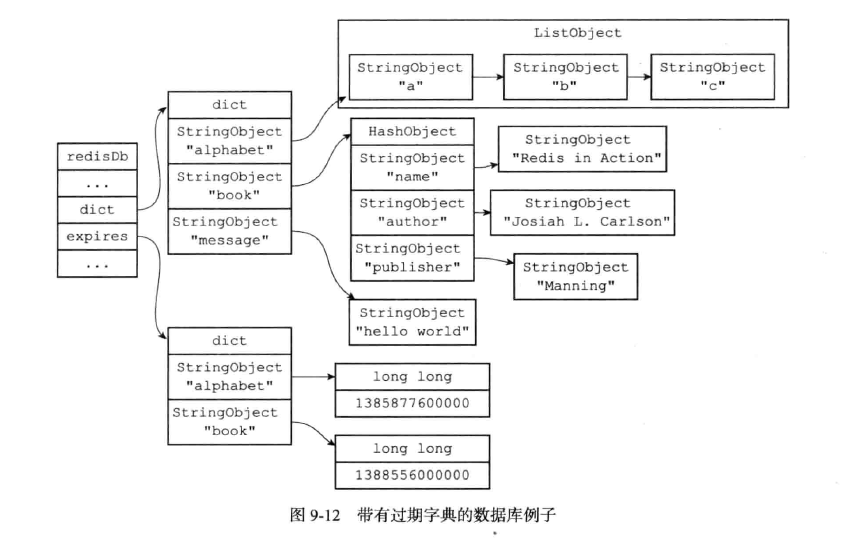 ListObject
StringObject
"a"
StringObject
"b"
StringObject
"c"
redisDb
...
dict
expires
...
dict
StringObject
"alphabet"
StringObject
"book"
StringObject
"message"
HashObject
StringObject
"name"
StringObject
"author"
StringObject
"publisher"
StringObject
"Redis in Action"
StringObject
"Josiah L. Carlson"
StringObject
"Manning"
StringObject
"hello world"
dict
StringObject
"alphabet"
StringObject
"book"
long long
1385877600000
long long
1388556000000
图 9-12 带有过期字典的数据库例子